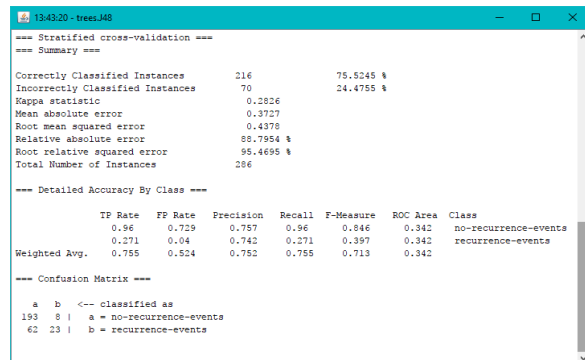 13:43:20 - trees.J48
=== Stratified cross-validation ===
=== Summary ===
Correctly Classified Instances 216 75.5245 %
Incorrectly Classified Instances 70 24.4755 %
Kappa statistic 0.2826
Mean absolute error 0.3727
Root mean squared error 0.4378
Relative absolute error 88.7954 %
Root relative squared error 95.4695 %
Total Number of Instances 286
=== Detailed Accuracy By Class ===
TP Rate FP Rate Precision Recall F-Measure ROC Area Class
0.96 0.729 0.757 0.96 0.846 0.342 no-recurrence-events
0.271 0.04 0.742 0.271 0.397 0.342 recurrence-events
Weighted Avg. 0.755 0.524 0.752 0.755 0.713 0.342
=== Confusion Matrix ===
a b <-- classified as
193 8 | a = no-recurrence-events
62 23 | b = recurrence-events